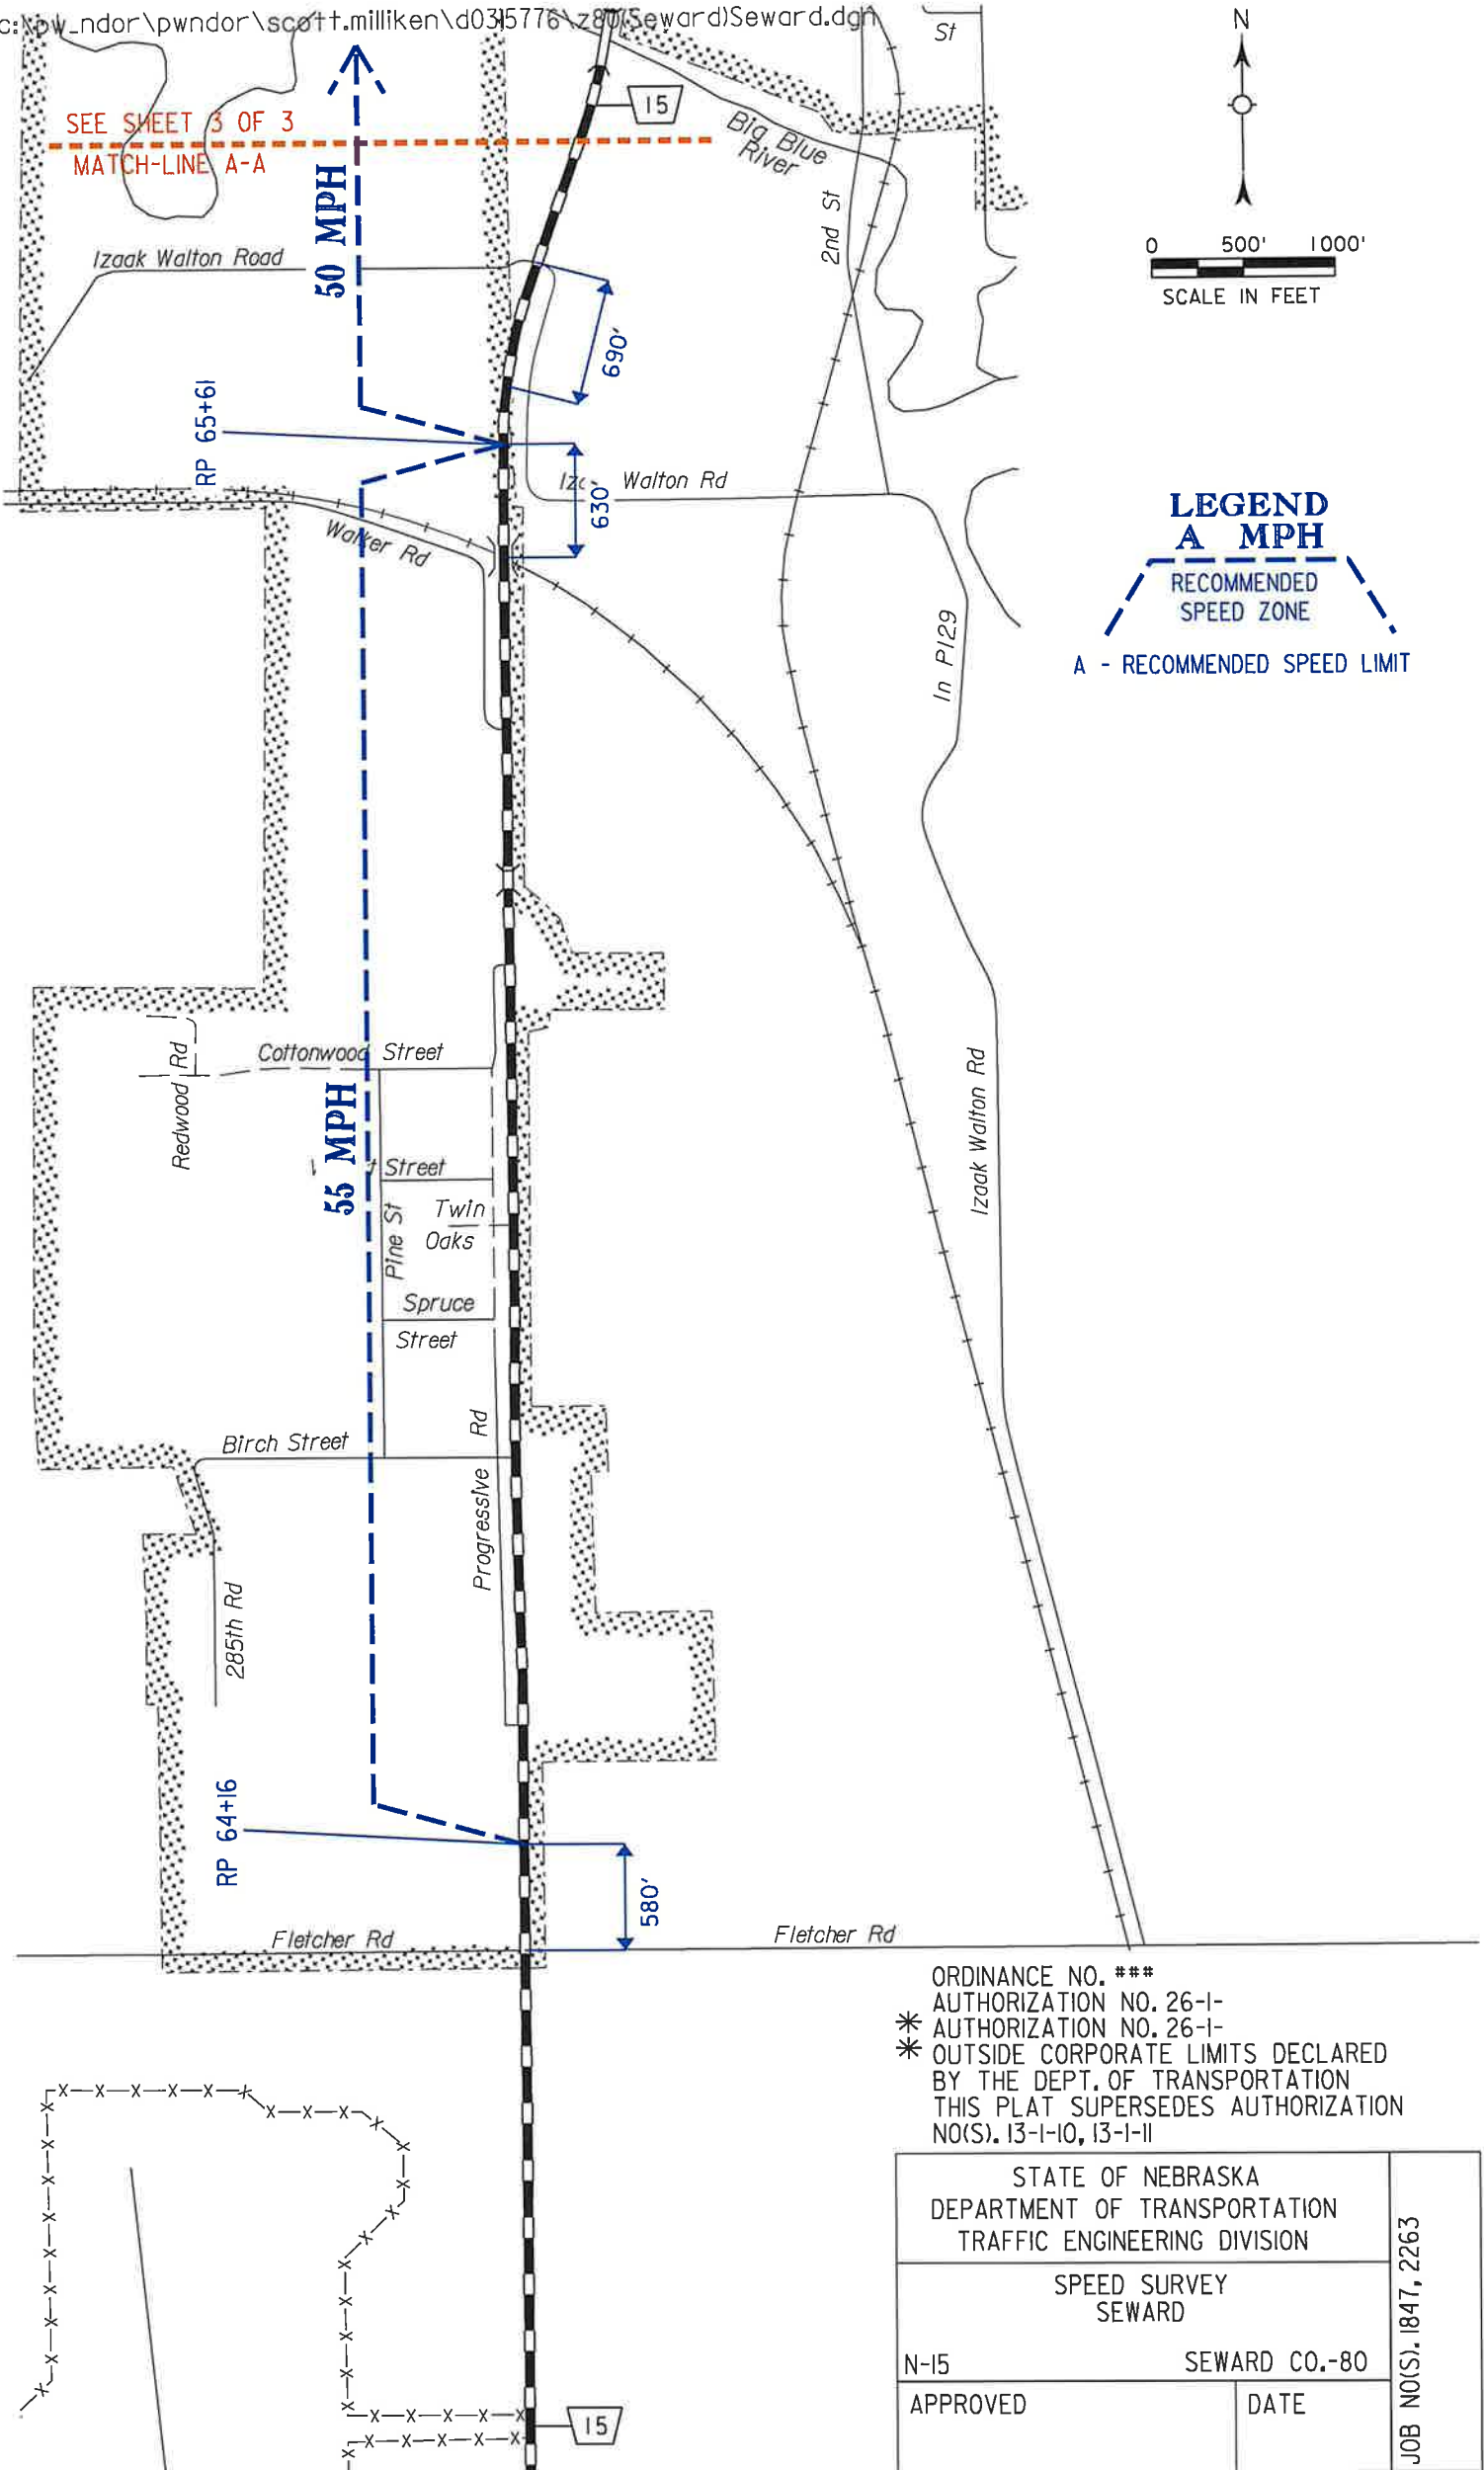 c:\pw_ndor\pwndor\scott.milliken\d0315776\z80(Seward)Seward.dgn
St
N
15
SEE SHEET 3 OF 3
MATCH-LINE A-A
Big Blue
River
50 MPH
2nd St
Izaak Walton Road
0 500' 1000'
SCALE IN FEET
690'
RP 65+61
Walton Rd
630'
Walker Rd
LEGEND
A MPH
RECOMMENDED
SPEED ZONE
A - RECOMMENDED SPEED LIMIT
In P129
Redwood Rd
Cottonwood Street
55 MPH
Street
Pine St
Twin
Oaks
Spruce
Street
Izaak Walton Rd
Birch Street
Progressive Rd
285th Rd
RP 64+16
580'
Fletcher Rd
Fletcher Rd
ORDINANCE NO. ###
AUTHORIZATION NO. 26-1-
* AUTHORIZATION NO. 26-1-
* OUTSIDE CORPORATE LIMITS DECLARED
BY THE DEPT. OF TRANSPORTATION
THIS PLAT SUPERSEDES AUTHORIZATION
NO(S). 13-1-10, 13-1-11
STATE OF NEBRASKA
DEPARTMENT OF TRANSPORTATION
TRAFFIC ENGINEERING DIVISION
SPEED SURVEY
SEWARD
N-15 SEWARD CO.-80
APPROVED DATE
JOB NO(S). 1847, 2263
15